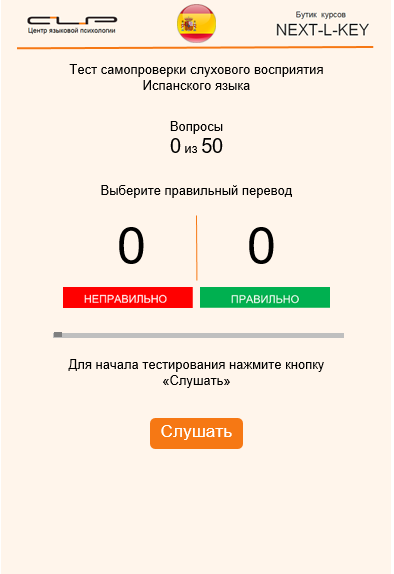 CLP
Центр языковой психологии
Бутик курсов
NEXT-L-KEY
Тест самопроверки слухового восприятия
Испанского языка
Вопросы
0 из 50
Выберите правильный перевод
0 0
НЕПРАВИЛЬНО ПРАВИЛЬНО
Для начала тестирования нажмите кнопку
«Слушать»
Слушать